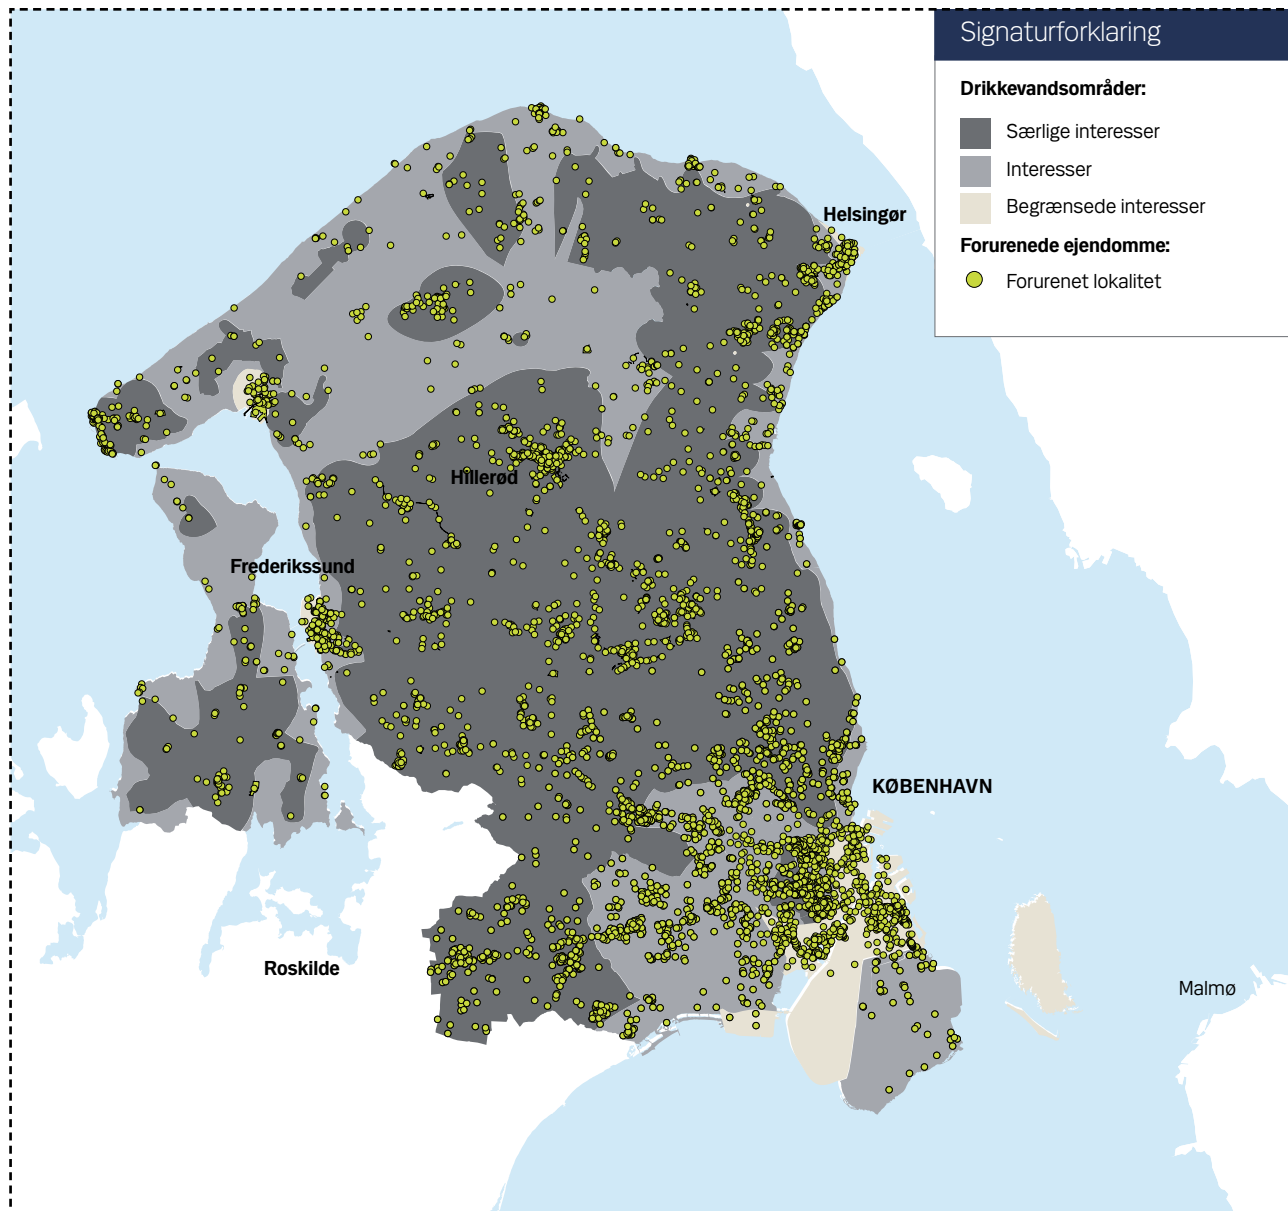 Signaturforklaring
Drikkevandsområder:
Særlige interesser
Interesser
Begrænsede interesser
Forurenede ejendomme:
Forurenet lokalitet
Helsingør
Hillerød
Frederikssund
KØBENHAVN
Roskilde
Malmø